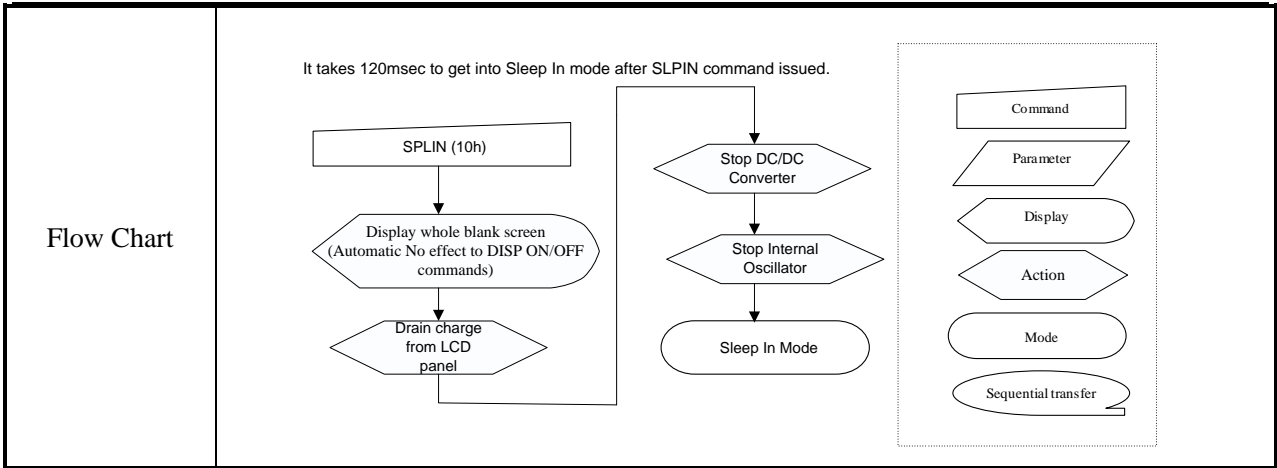 Flow Chart
It takes 120msec to get into Sleep In mode after SLPIN command issued.
SPLIN (10h)
Display whole blank screen
(Automatic No effect to DISP ON/OFF
commands)
Drain charge
from LCD
panel
Stop DC/DC
Converter
Stop Internal
Oscillator
Sleep In Mode
Command
Parameter
Display
Action
Mode
Sequential transfer